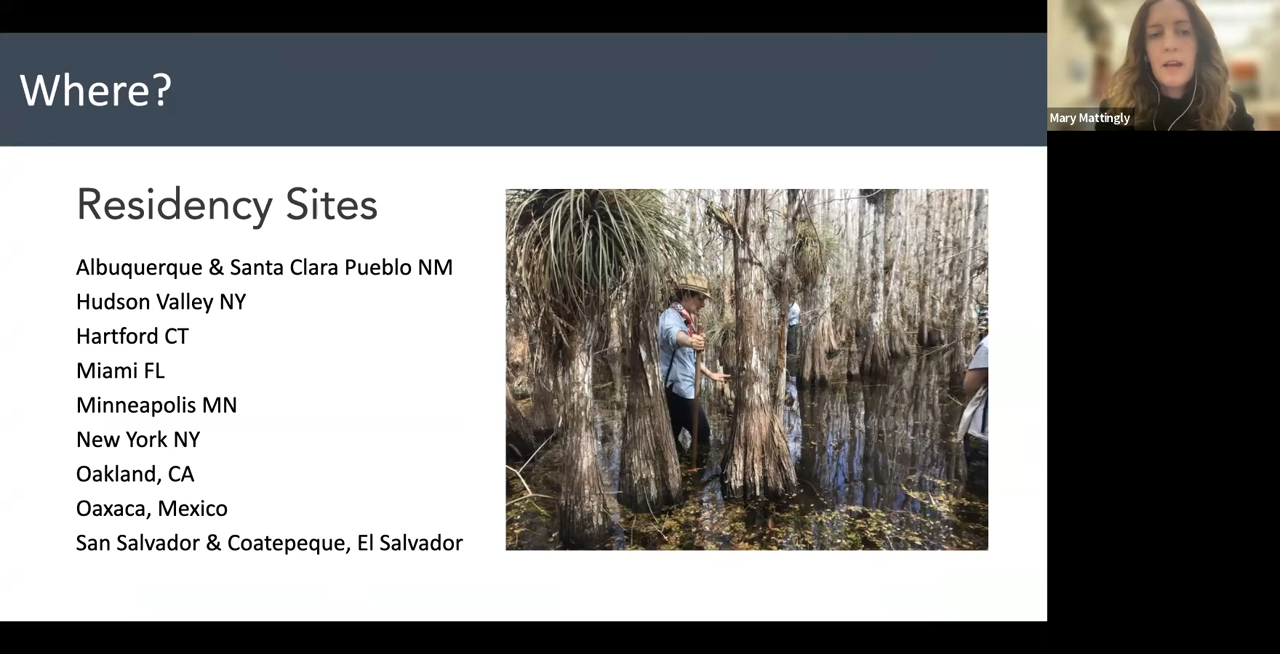 Where?
Mary Mattingly
Residency Sites
Albuquerque & Santa Clara Pueblo NM
Hudson Valley NY
Hartford CT
Miami FL
Minneapolis MN
New York NY
Oakland, CA
Oaxaca, Mexico
San Salvador & Coatepeque, El Salvador